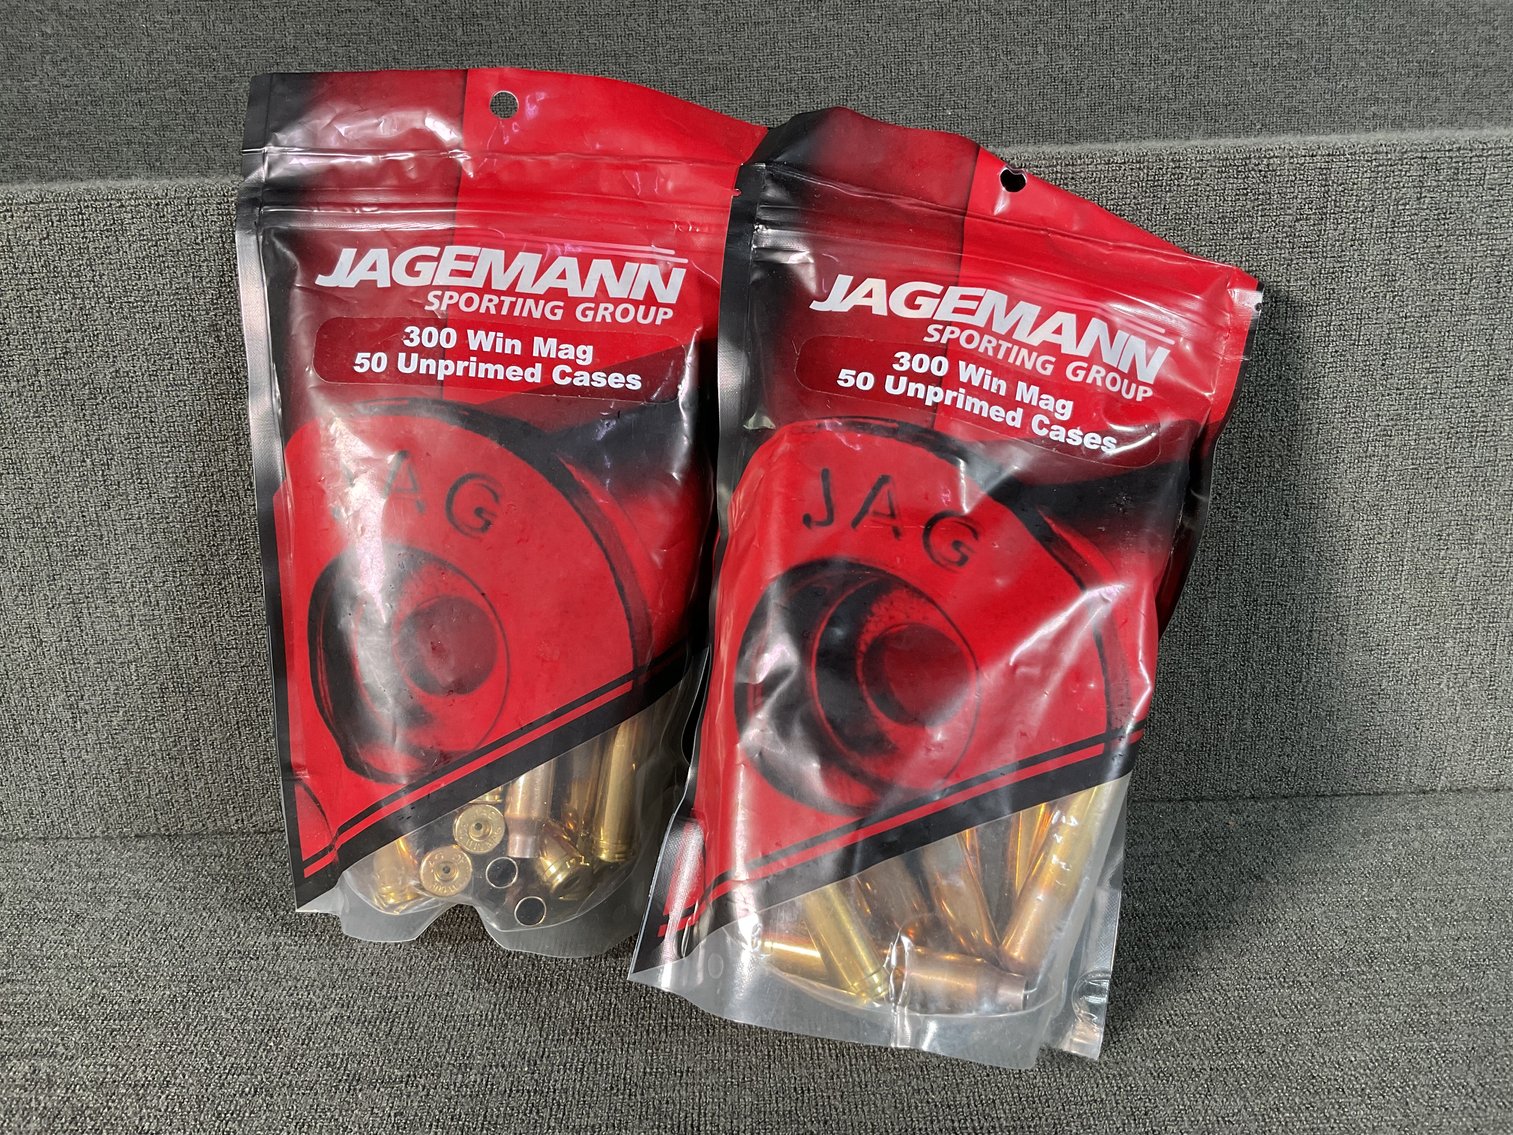 JAGEMANN
SPORTING GROUP
300 Win Mag
50 Unprimed Cases
JAG
JAGEMANN
SPORTING GROUP
300 Win Mag
50 Unprimed Cases
JAG